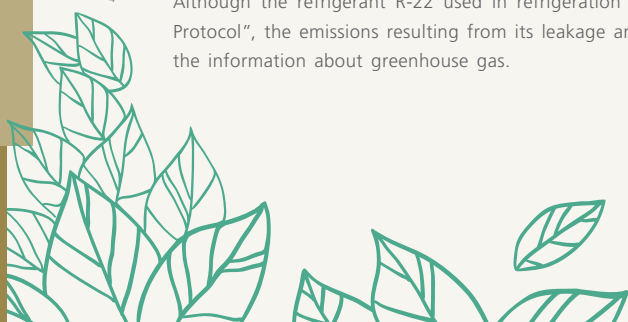 Although the refrigerant R-22 used in refrigeration
Protocol”, the emissions resulting from its leakage
the information about greenhouse gas.